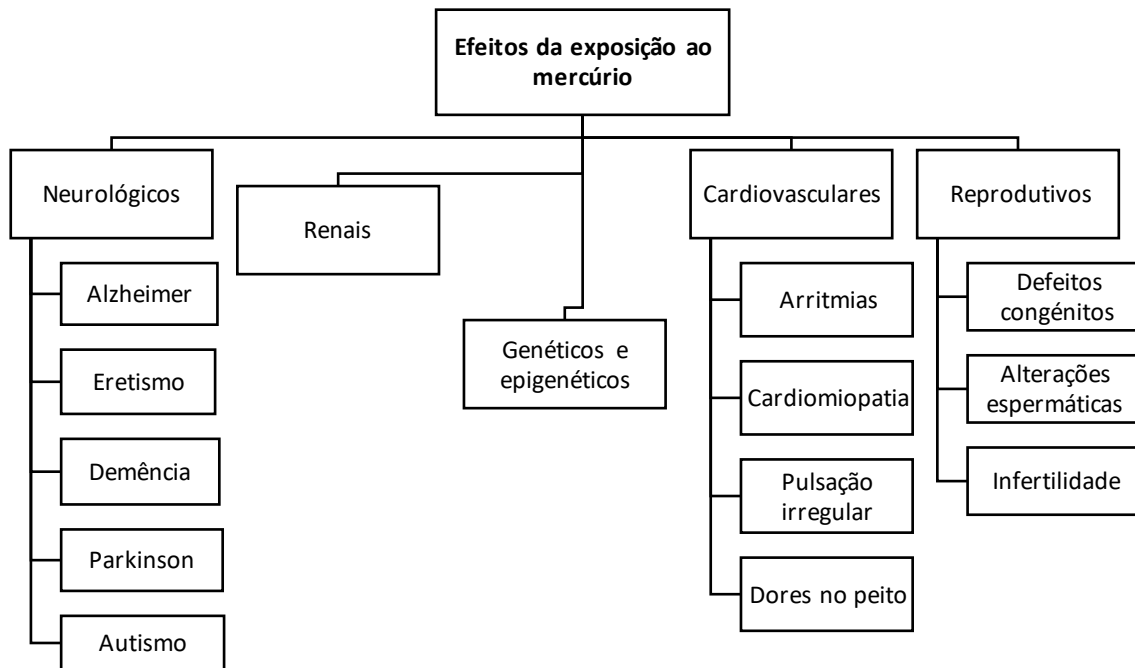 Efeitos da exposição ao
mercúrio
Neurológicos
Alzheimer
Eretismo
Demência
Parkinson
Autismo
Renais
Genéticos e
epigenéticos
Cardiovasculares
Arritmias
Cardiomiopatia
Pulsação
irregular
Dores no peito
Reprodutivos
Defeitos
congénitos
Alterações
espermáticas
Infertilidade